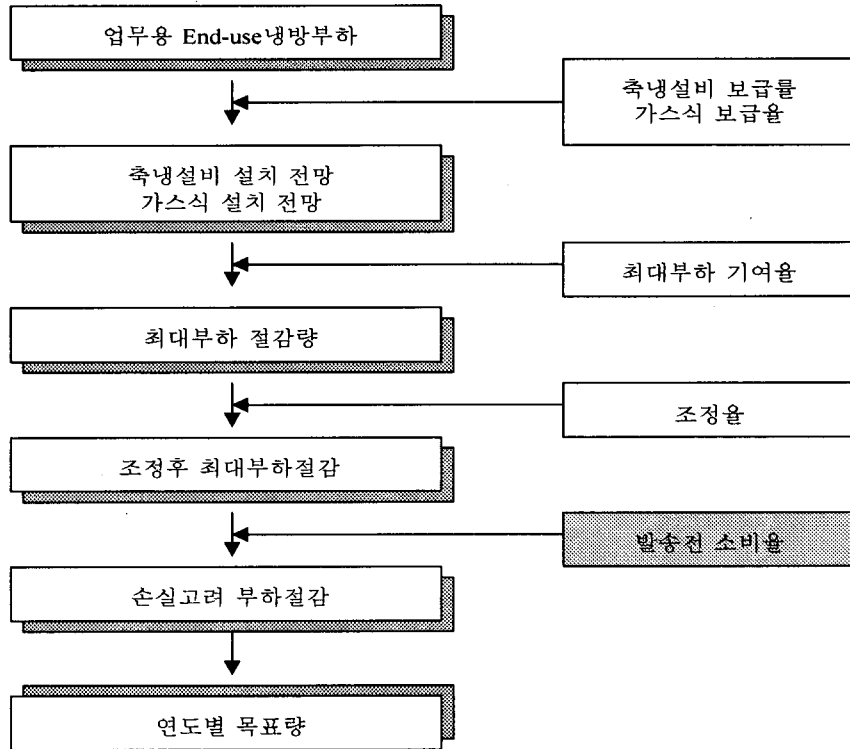 업무용 End-use냉방부하
축냉설비 보급률
가스식 보급율
축냉설비 설치 전망
가스식 설치 전망
최대부하 기여율
최대부하 절감량
조정율
조정후 최대부하절감
발송전 소비율
손실고려 부하절감
연도별 목표량